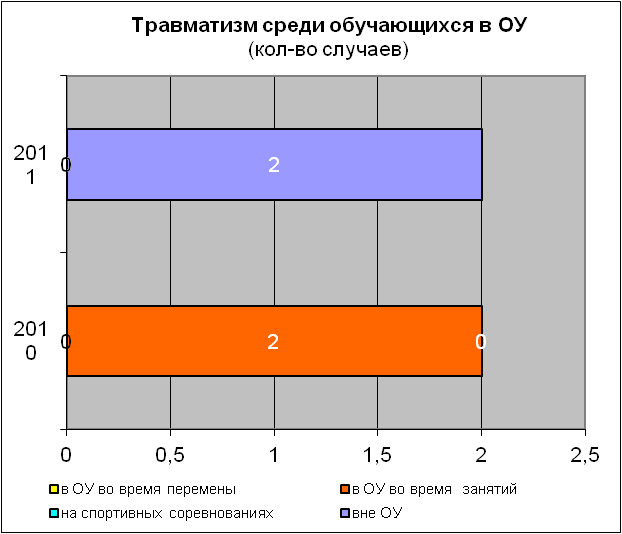 Травматизм среди обучающихся в ОУ
(кол-во случаев)
201
1
0
2
201
0
0
2
0
0 0,5 1 1,5 2 2,5
в ОУ во время перемены
в ОУ во время занятий
на спортивных соревнованиях
вне ОУ